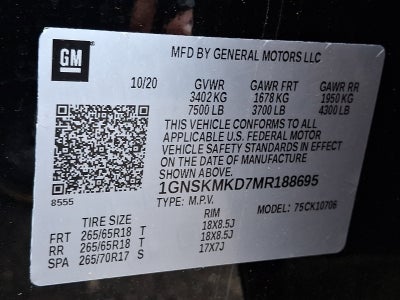 GM
MFD BY GENERAL MOTORS LLC
10/20 GVWR GAWR FRT GAWR RR
3402 KG 1678 KG 1950 KG
7500 LB 3700 LB 4300 LB
THIS VEHICLE CONFORMS TO ALL
APPLICABLE U.S. FEDERAL MOTOR
VEHICLE SAFETY STANDARDS IN EFFECT
ON THE DATE OF MANUFACTURE
SHOWN ABOVE.
1GNSKMKD7MR188695
8555 TYPE: M.P.V. MODEL: 75CK10706
TIRE SIZE RIM
FRT 265/65R18 T 18X8.5J
RR 265/65R18 T 18X8.5J
SPA 265/70R17 S 17X7J